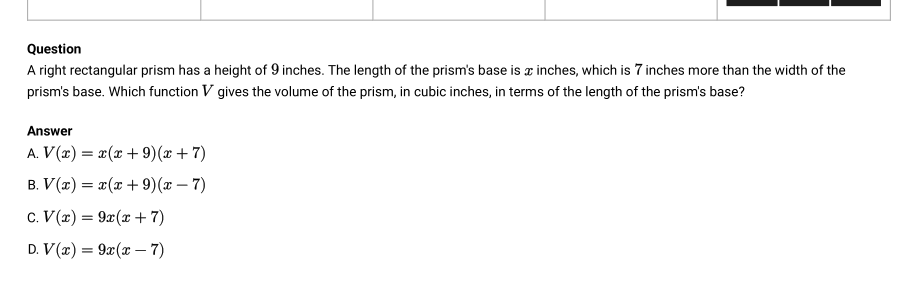 Question
A right rectangular prism has a height of 9 inches. The length of the prism's base is x inches, which is 7 inches more than the width of the
prism's base. Which function V gives the volume of the prism, in cubic inches, in terms of the length of the prism's base?
Answer
A. V(x) = x(x + 9)(x + 7)
B. V(x) = x(x + 9)(x − 7)
C. V(x) = 9x(x + 7)
D. V(x) = 9x(x − 7)